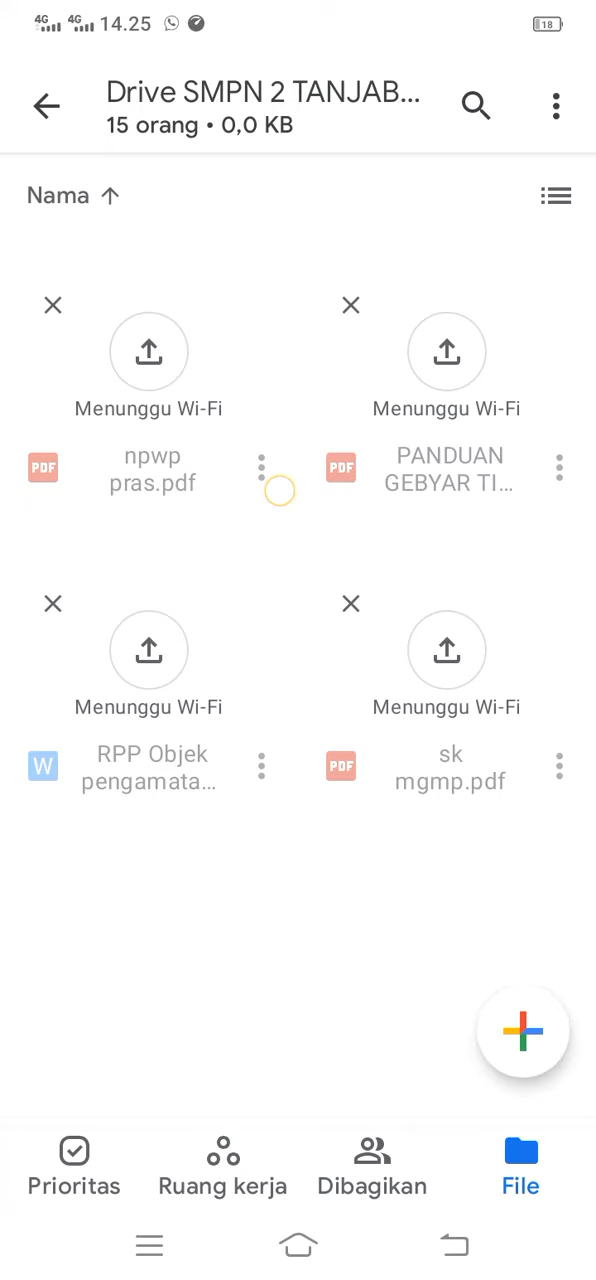 4G 4G 14.25 18
Drive SMPN 2 TANJAB...
15 orang • 0,0 KB
Nama
Menunggu Wi-Fi
Menunggu Wi-Fi
PDF
npwp
pras.pdf
PDF
PANDUAN
GEBYAR TI...
Menunggu Wi-Fi
Menunggu Wi-Fi
W
RPP Objek
pengamata...
PDF
sk
mgmp.pdf
Prioritas
Ruang kerja
Dibagikan
File